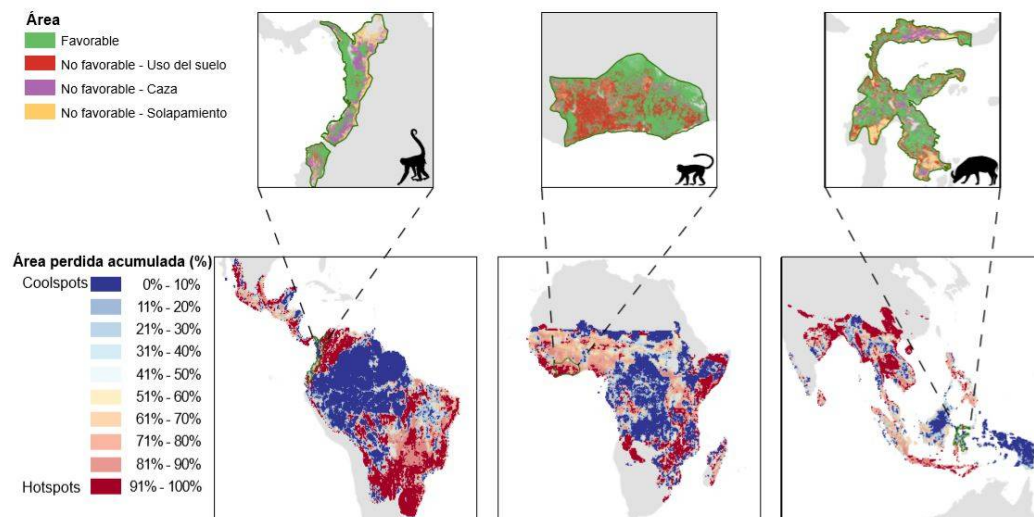 Área
Favorable
No favorable - Uso del suelo
No favorable - Caza
No favorable - Solapamiento
Área perdida acumulada (%)
Coolspots
0% - 10%
11% - 20%
21% - 30%
31% - 40%
41% - 50%
51% - 60%
61% - 70%
71% - 80%
81% - 90%
Hotspots
91% - 100%